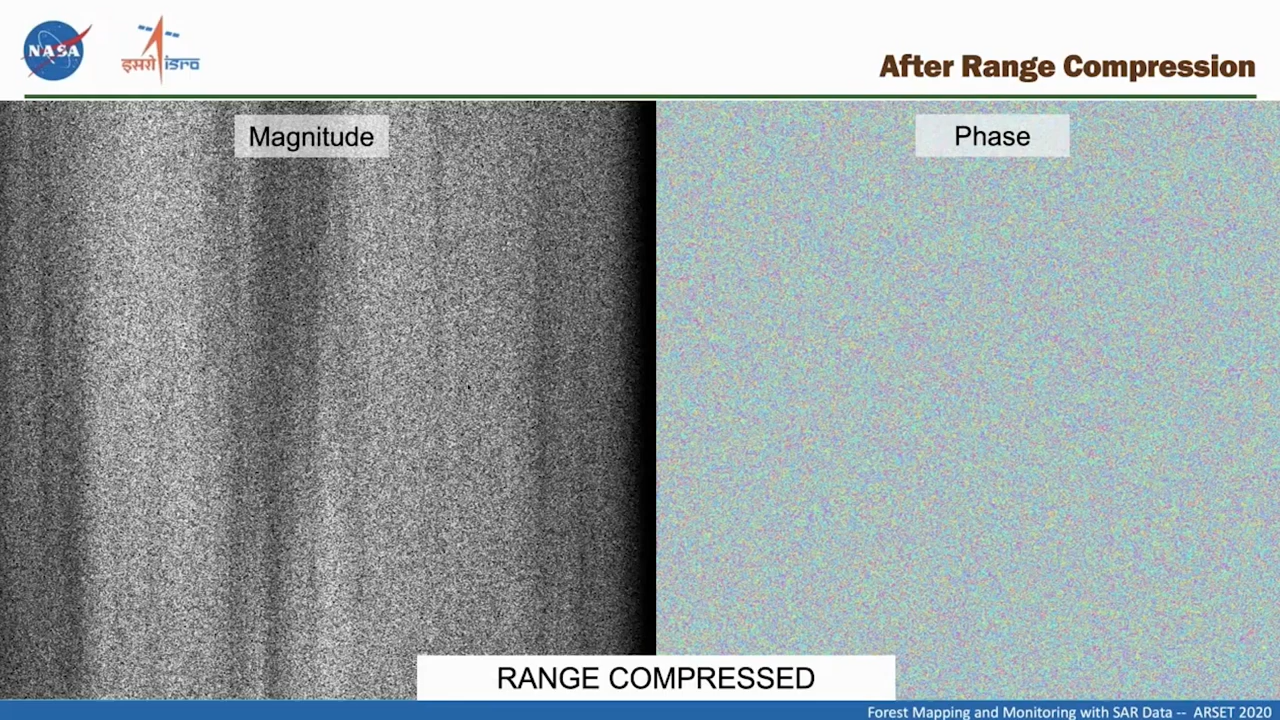 NASA
इसरो isro
After Range Compression
Magnitude
Phase
RANGE COMPRESSED
Forest Mapping and Monitoring with SAR Data -- ARSET 2020